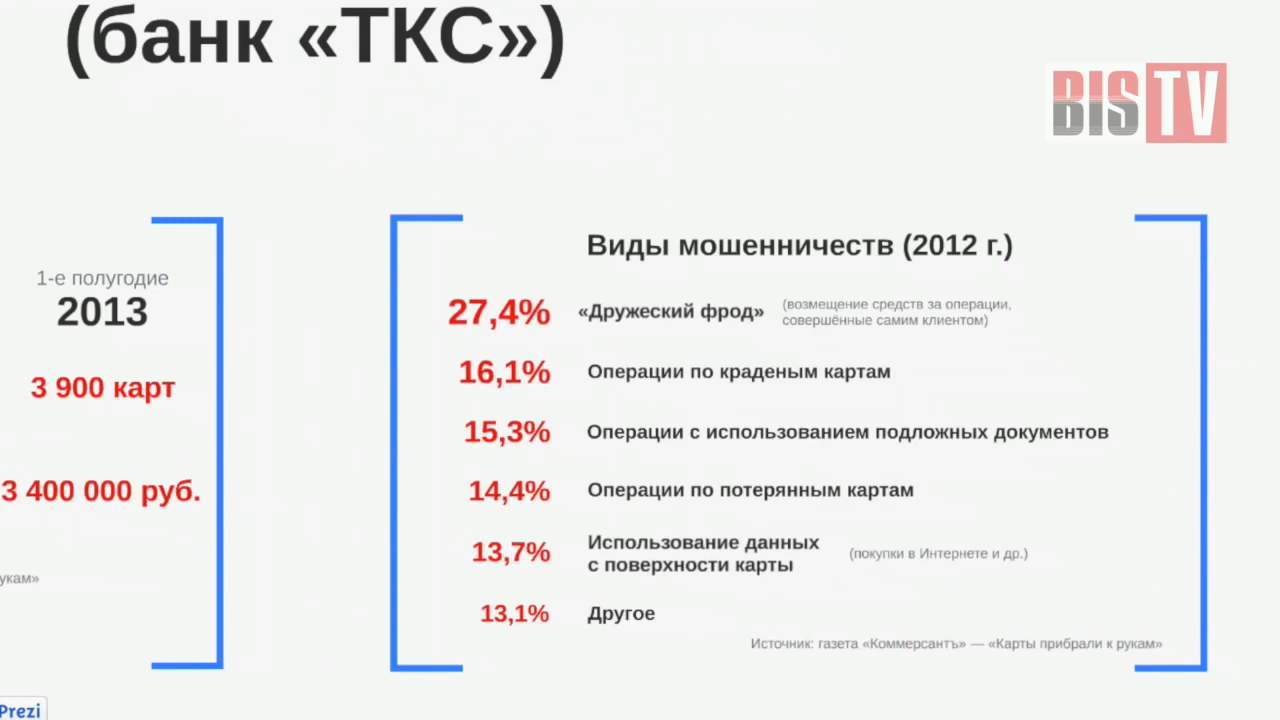 (банк «ТКС»)
BIS TV
1-е полугодие
2013
3 900 карт
3 400 000 руб.
Виды мошенничеств (2012 г.)
27,4% «Дружеский фрод» (возмещение средств за операции,
совершённые самим клиентом)
16,1% Операции по краденым картам
15,3% Операции с использованием подложных документов
14,4% Операции по потерянным картам
13,7% Использование данных
с поверхности карты (покупки в Интернете и др.)
13,1% Другое
Источник: газета «Коммерсантъ» — «Карты прибрали к рукам»
Prezi